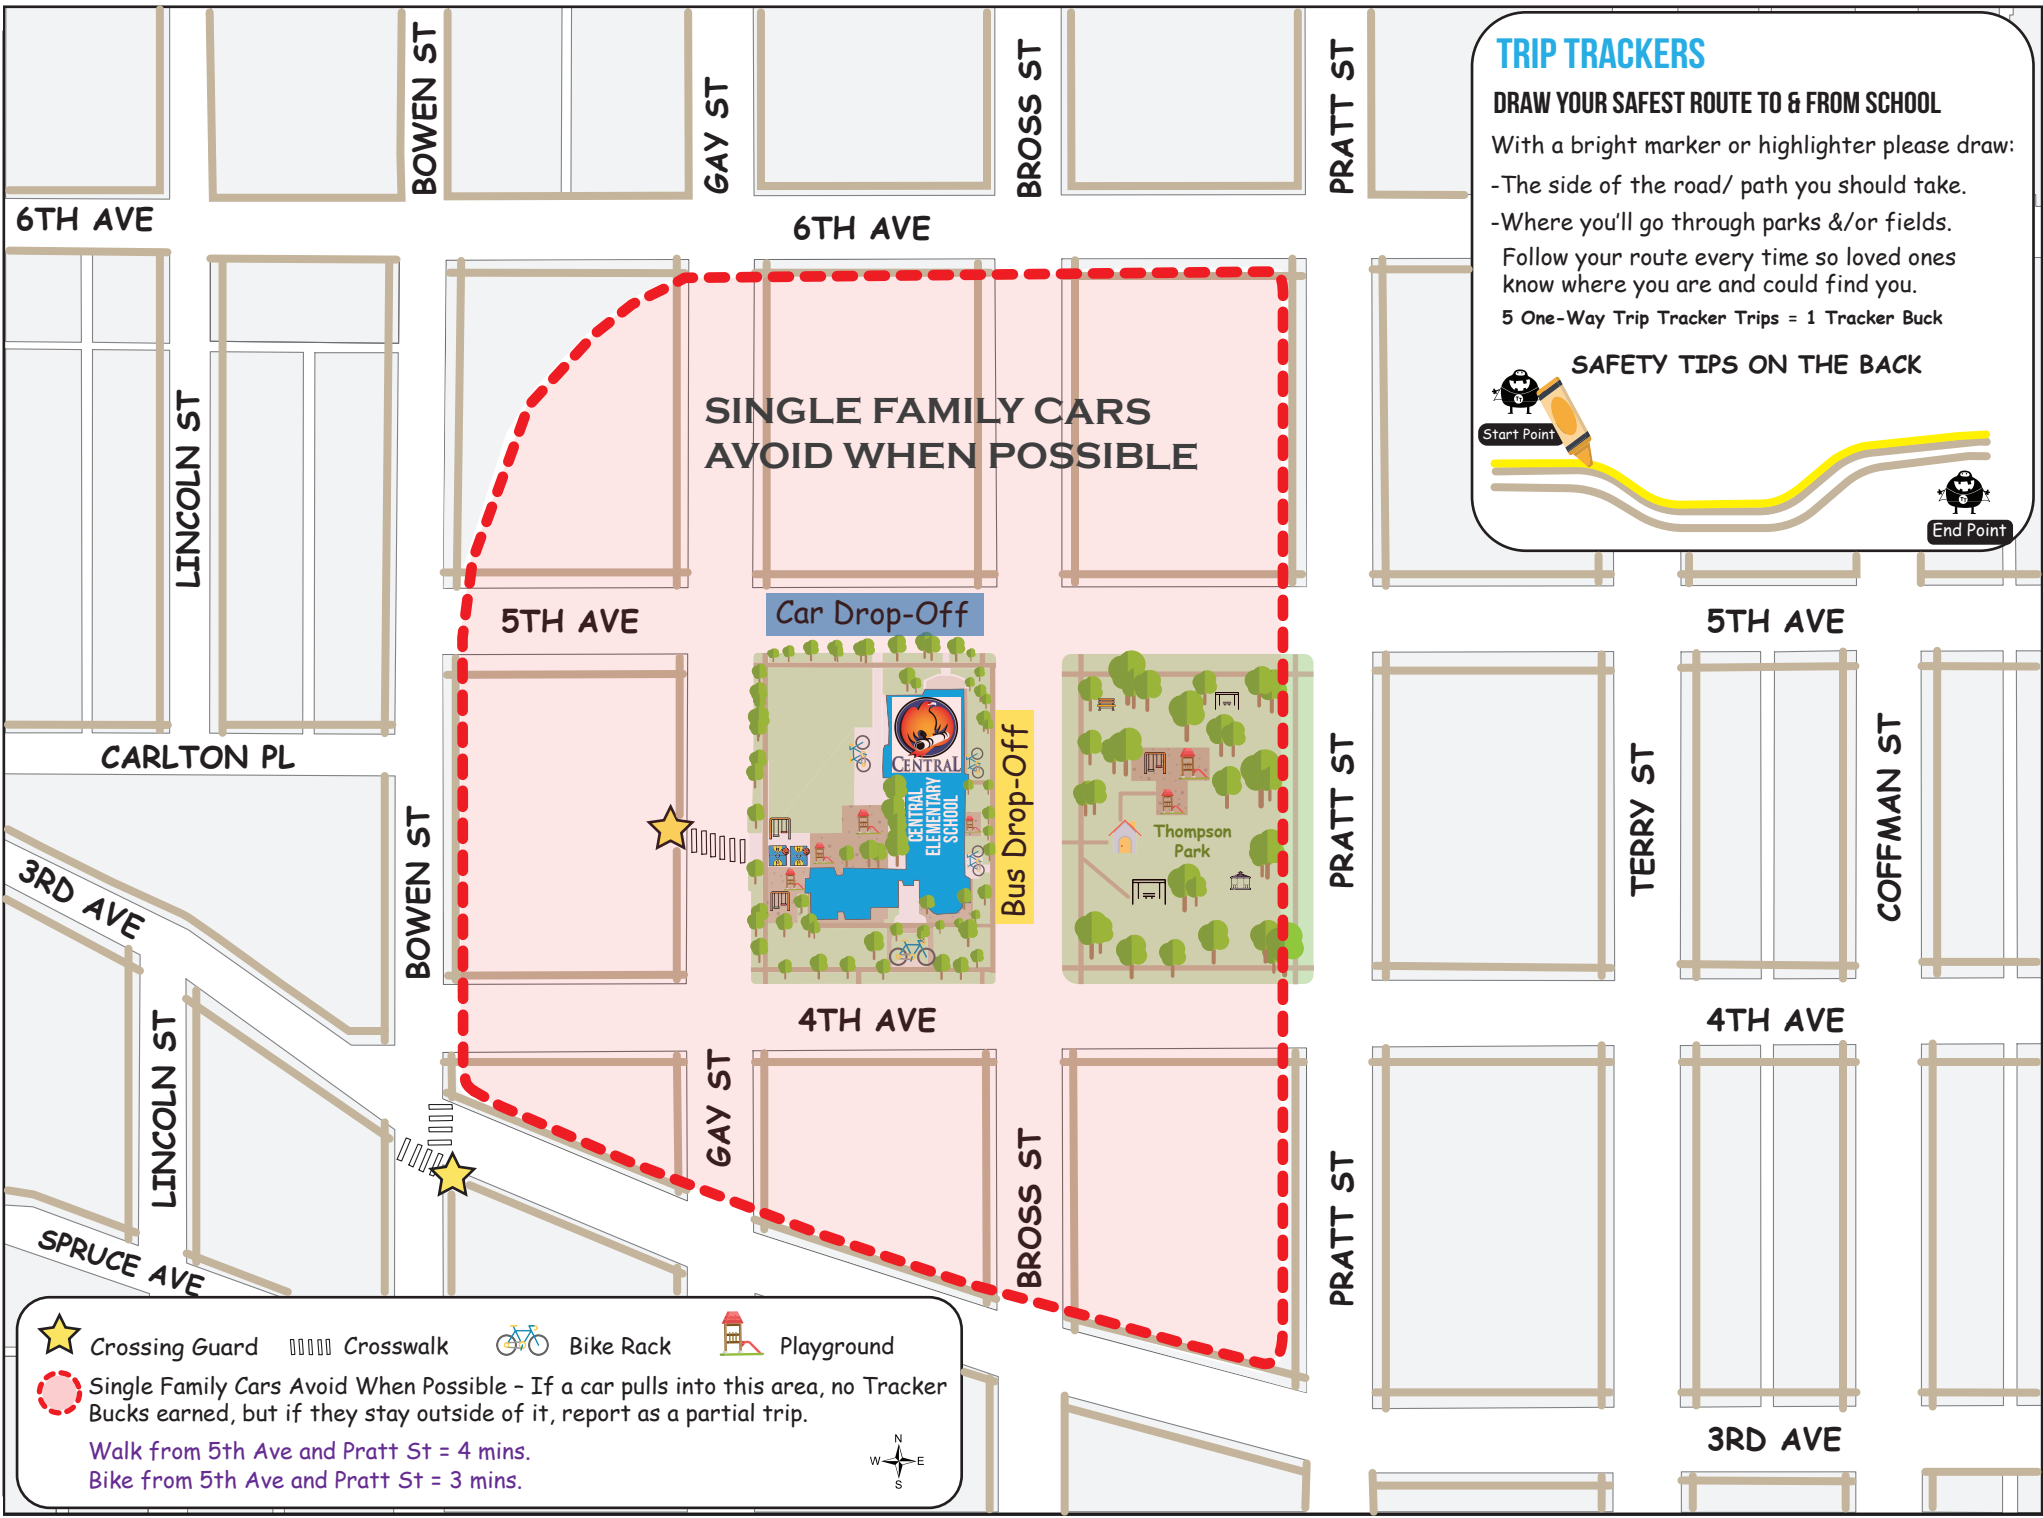 TRIP TRACKERS
DRAW YOUR SAFEST ROUTE TO & FROM SCHOOL
With a bright marker or highlighter please draw:
-The side of the road/ path you should take.
-Where you'll go through parks &/or fields.
Follow your route every time so loved ones
know where you are and could find you.
5 One-Way Trip Tracker Trips = 1 Tracker Buck
SAFETY TIPS ON THE BACK
Start Point
End Point
BOWEN ST
GAY ST
BROSS ST
PRATT ST
6TH AVE
6TH AVE
LINCOLN ST
SINGLE FAMILY CARS
AVOID WHEN POSSIBLE
5TH AVE
Car Drop-Off
5TH AVE
CARLTON PL
BOWEN ST
CENTRAL
CENTRAL
ELEMENTARY
SCHOOL
Bus Drop-Off
Thompson
Park
PRATT ST
TERRY ST
COFFMAN ST
3RD AVE
4TH AVE
4TH AVE
LINCOLN ST
GAY ST
BROSS ST
PRATT ST
SPRUCE AVE
3RD AVE
Crossing Guard
Crosswalk
Bike Rack
Playground
Single Family Cars Avoid When Possible – If a car pulls into this area, no Tracker
Bucks earned, but if they stay outside of it, report as a partial trip.
Walk from 5th Ave and Pratt St = 4 mins.
Bike from 5th Ave and Pratt St = 3 mins.
N
W E
S